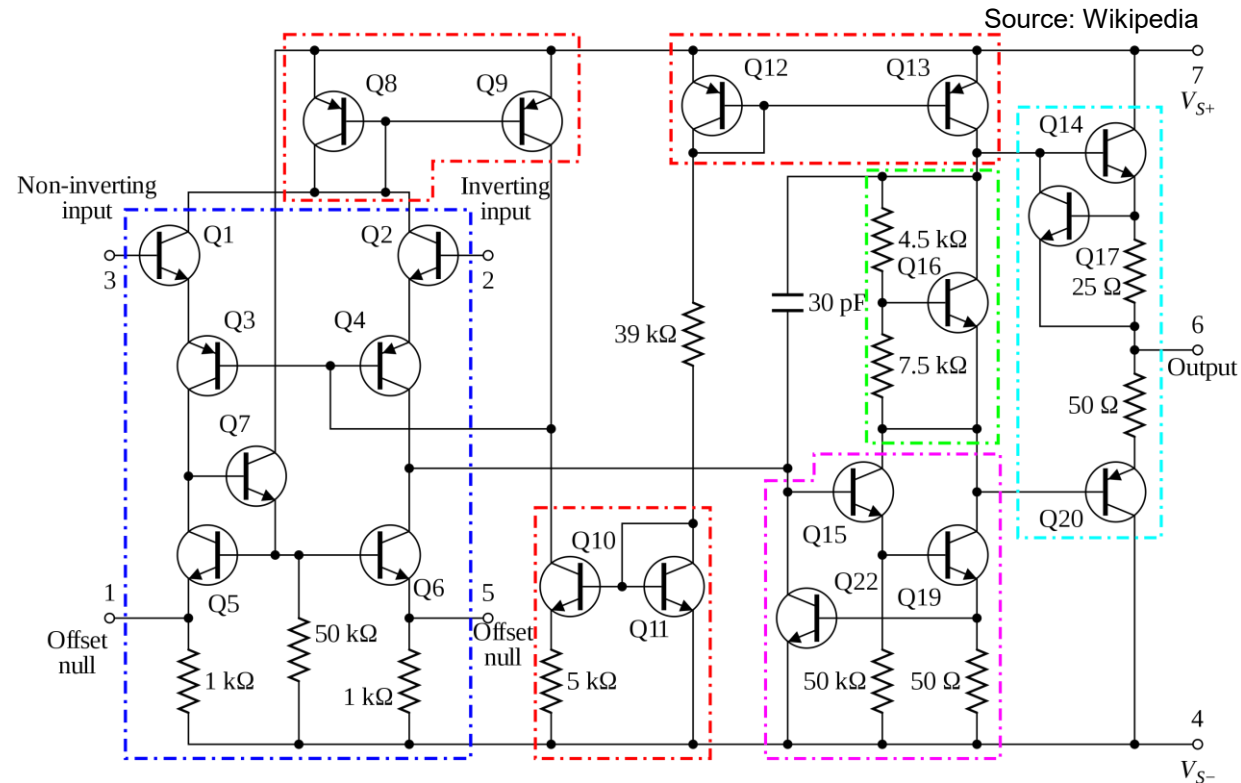 Source: Wikipedia
Q8
Q9
Q12
Q13
7
V_S+
Q14
Non-inverting
input
Inverting
input
Q1
Q2
3
2
4.5 kΩ
Q16
Q17
25 Ω
30 pF
Q3
Q4
39 kΩ
7.5 kΩ
6
Output
50 Ω
Q7
Q15
Q20
Q10
Q5
Q6
Q22
Q19
1
5
Q11
Offset
null
50 kΩ
Offset
null
1 kΩ
1 kΩ
5 kΩ
50 kΩ
50 Ω
4
V_S−